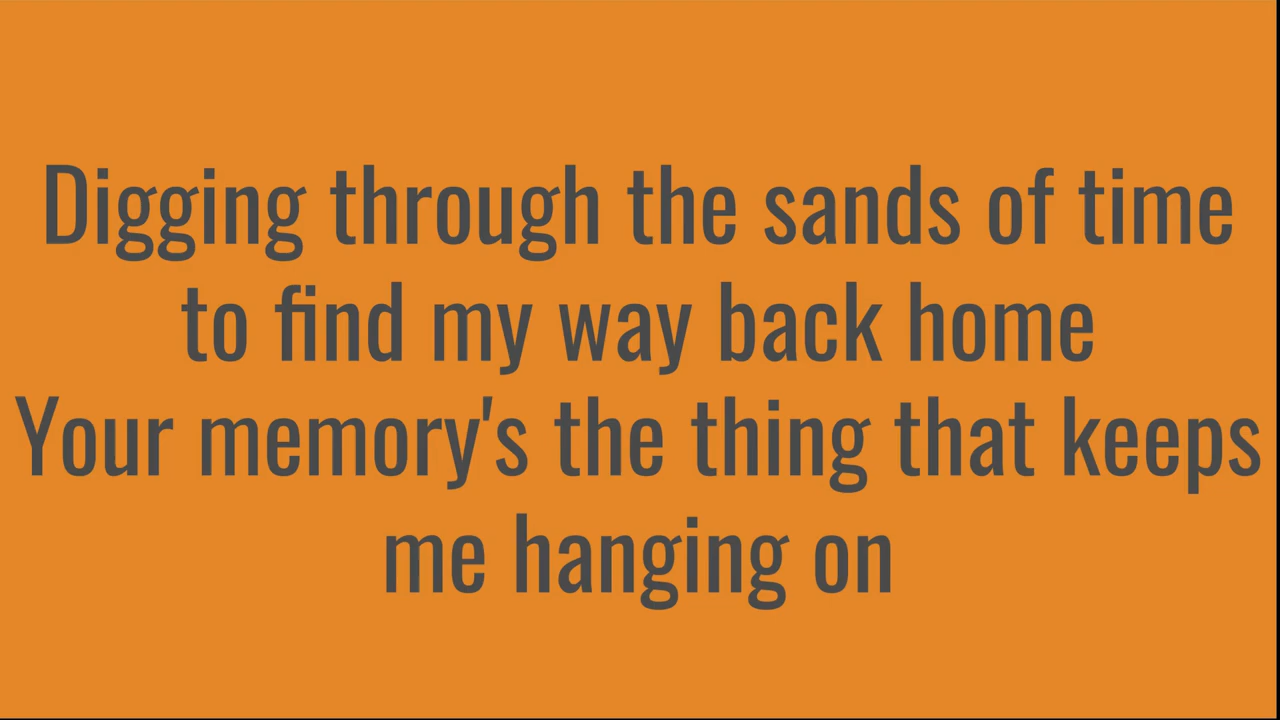 Digging through the sands of time
to find my way back home
Your memory's the thing that keeps
me hanging on